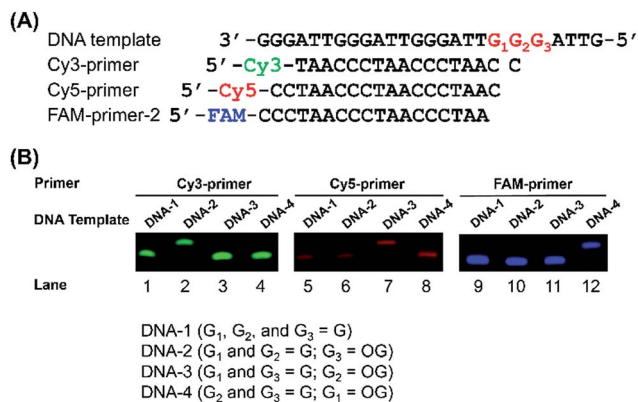 (A)
DNA template 3′-GGGATTGGGATTGGGATTG₁G₂G₃ATTG-5′
Cy3-primer 5′-Cy3-TAACCCTAACCCTAAC C
Cy5-primer 5′-Cy5-CCCTAACCCTAACCCTAAC
FAM-primer-2 5′-FAM-CCCTAACCCTAACCCTAA
(B)
Primer Cy3-primer Cy5-primer FAM-primer
DNA Template DNA-1 DNA-2 DNA-3 DNA-4 DNA-1 DNA-2 DNA-3 DNA-4 DNA-1 DNA-2 DNA-3 DNA-4
Lane 1 2 3 4 5 6 7 8 9 10 11 12
DNA-1 (G₁, G₂, and G₃ = G)
DNA-2 (G₁ and G₂ = G; G₃ = OG)
DNA-3 (G₁ and G₃ = G; G₂ = OG)
DNA-4 (G₂ and G₃ = G; G₁ = OG)